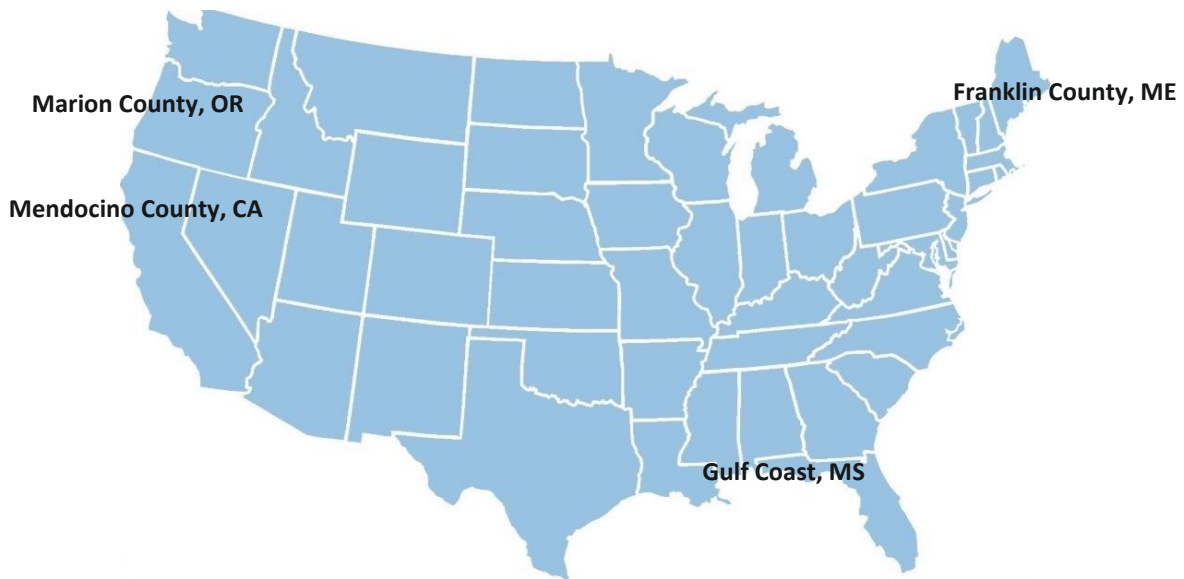 Franklin County, ME
Marion County, OR
Mendocino County, CA
Gulf Coast, MS